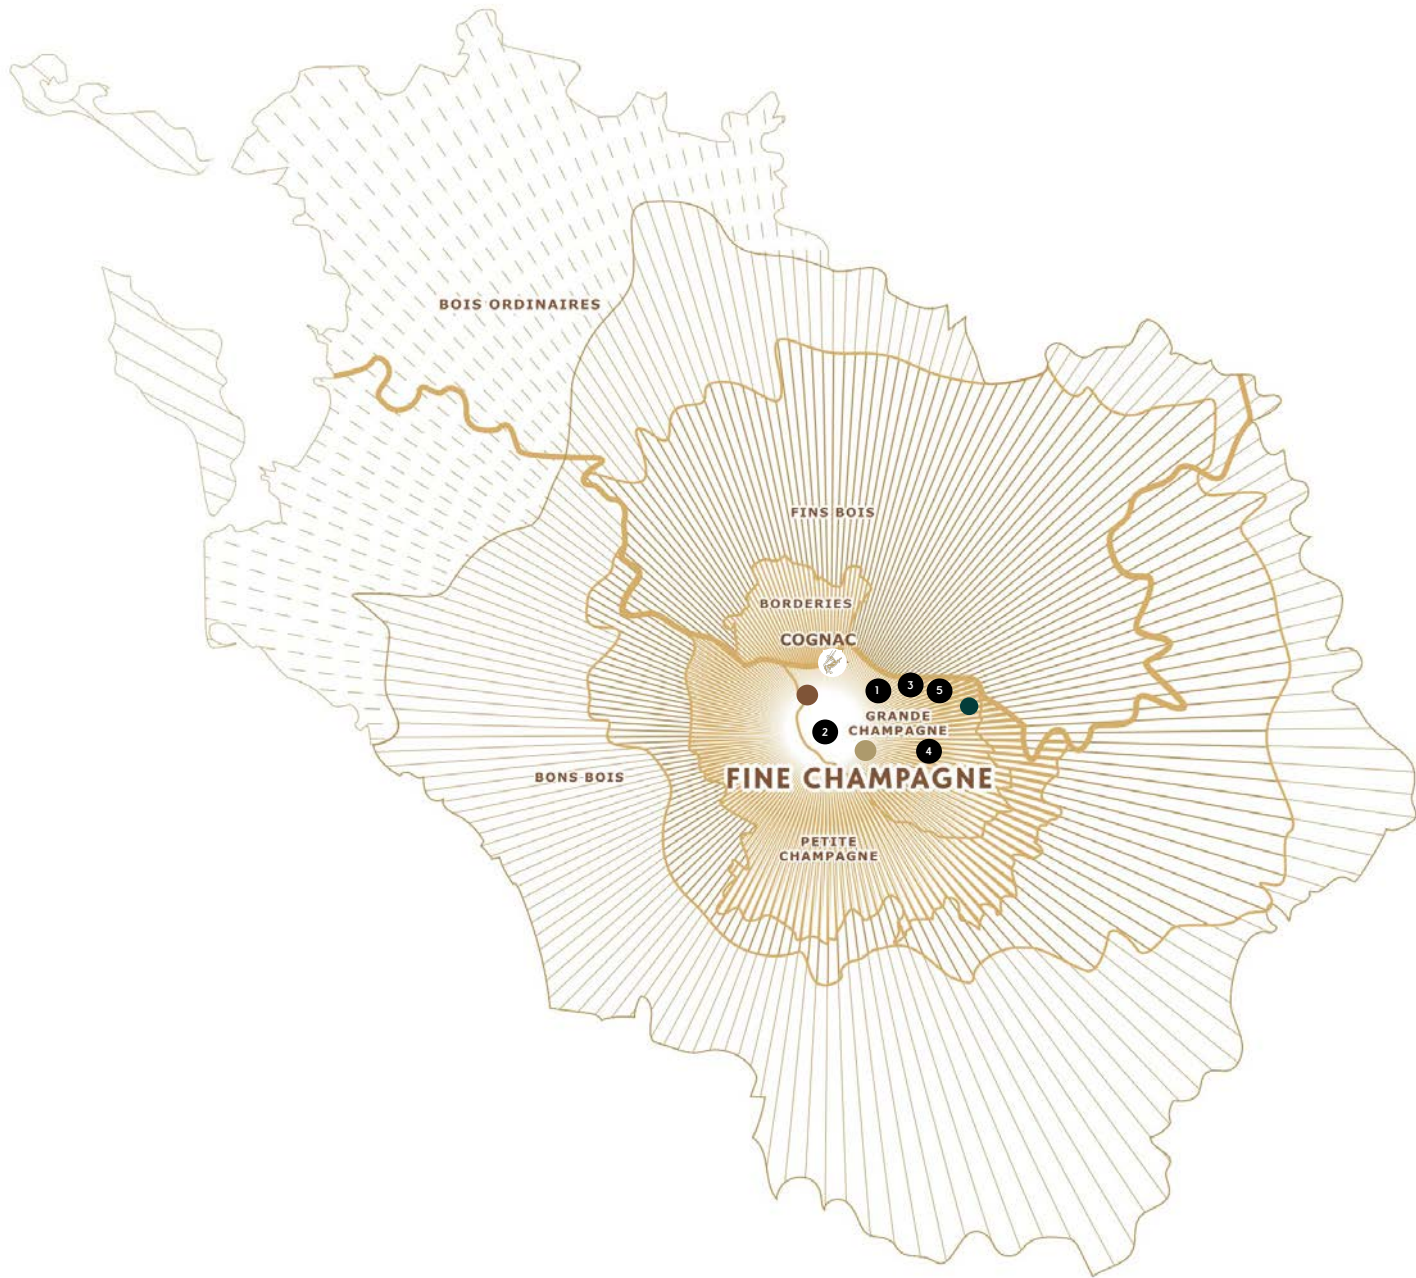 BOIS ORDINAIRES
FINS BOIS
BORDERIES
COGNAC
1
3
5
GRANDE
CHAMPAGNE
2
4
FINE CHAMPAGNE
BONS BOIS
PETITE
CHAMPAGNE